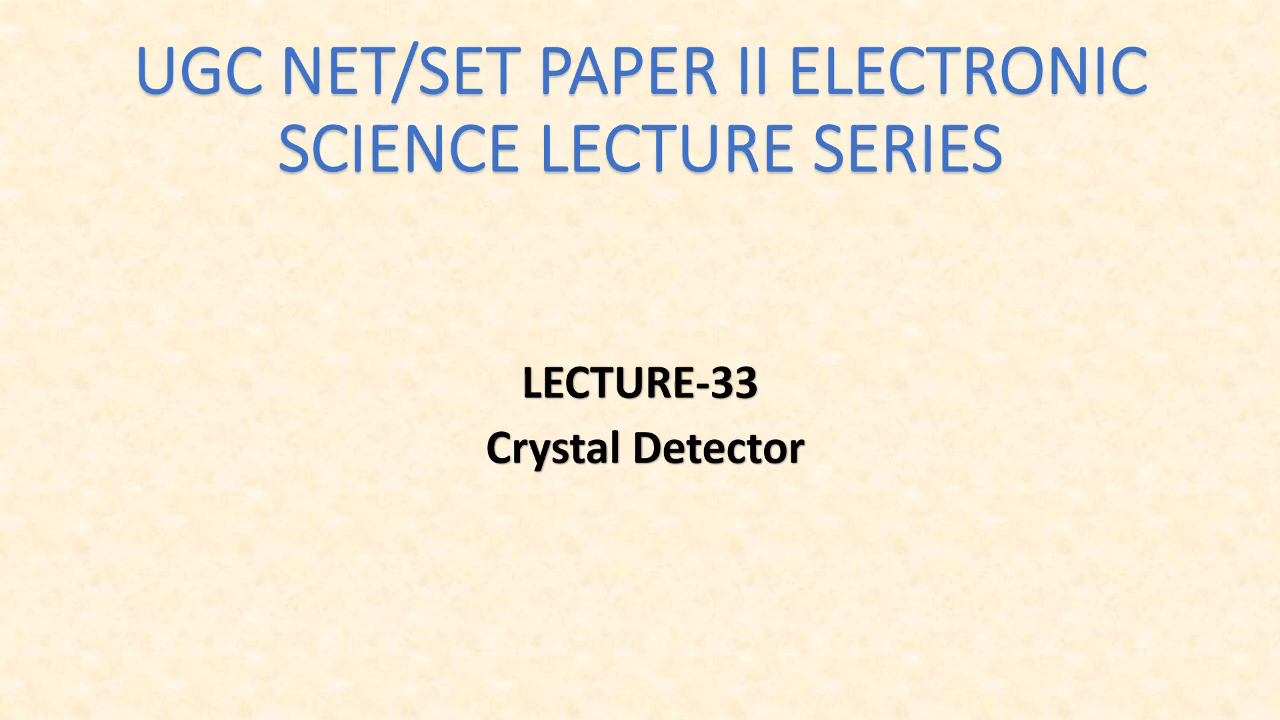 UGC NET/SET PAPER II ELECTRONIC
SCIENCE LECTURE SERIES
LECTURE-33
Crystal Detector